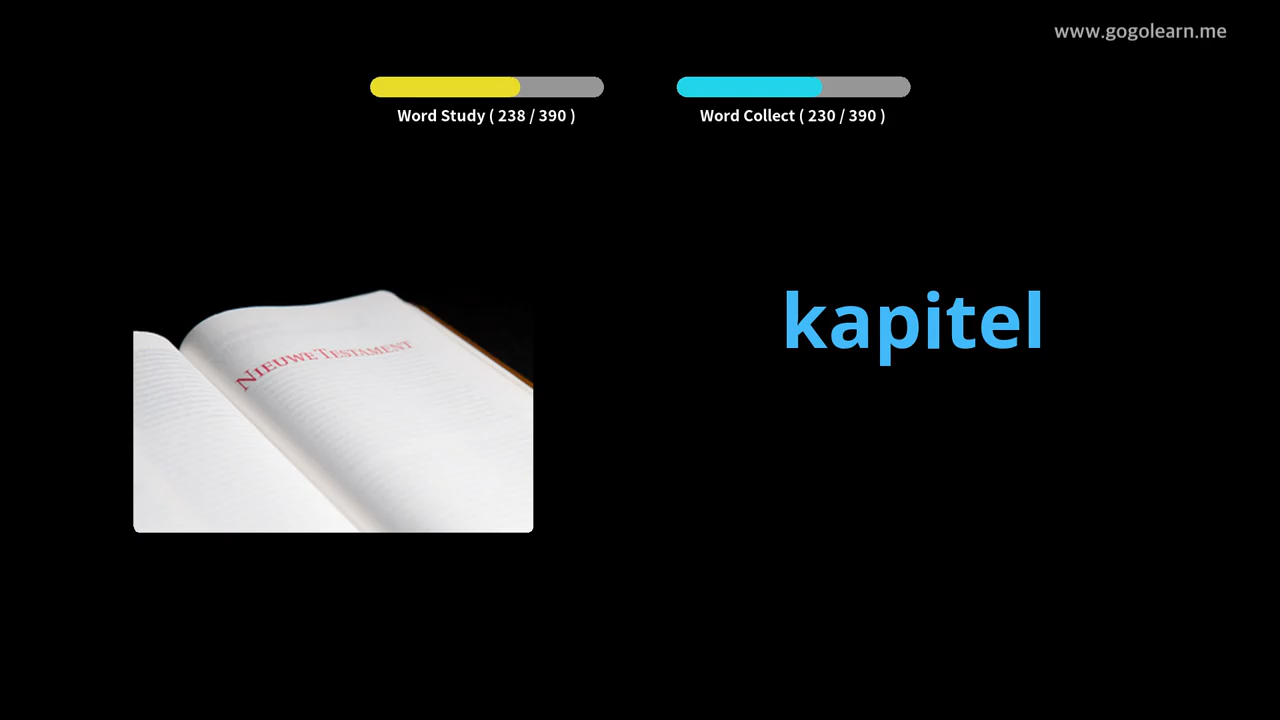 www.gogolearn.me
Word Study ( 238 / 390 )
Word Collect ( 230 / 390 )
NIEUWE TESTAMENT
kapitel